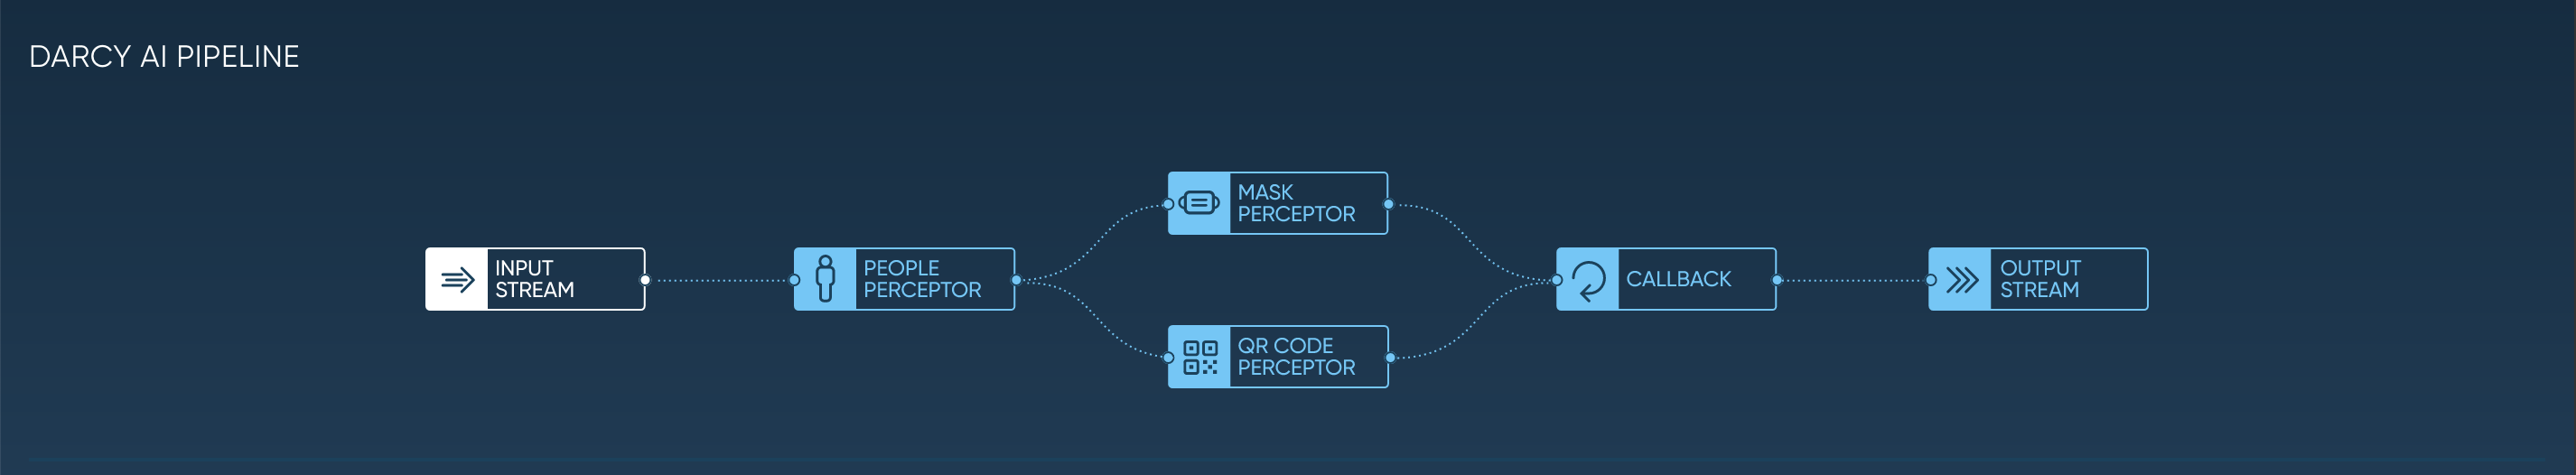 DARCY AI PIPELINE
INPUT
STREAM
PEOPLE
PERCEPTOR
MASK
PERCEPTOR
QR CODE
PERCEPTOR
CALLBACK
OUTPUT
STREAM